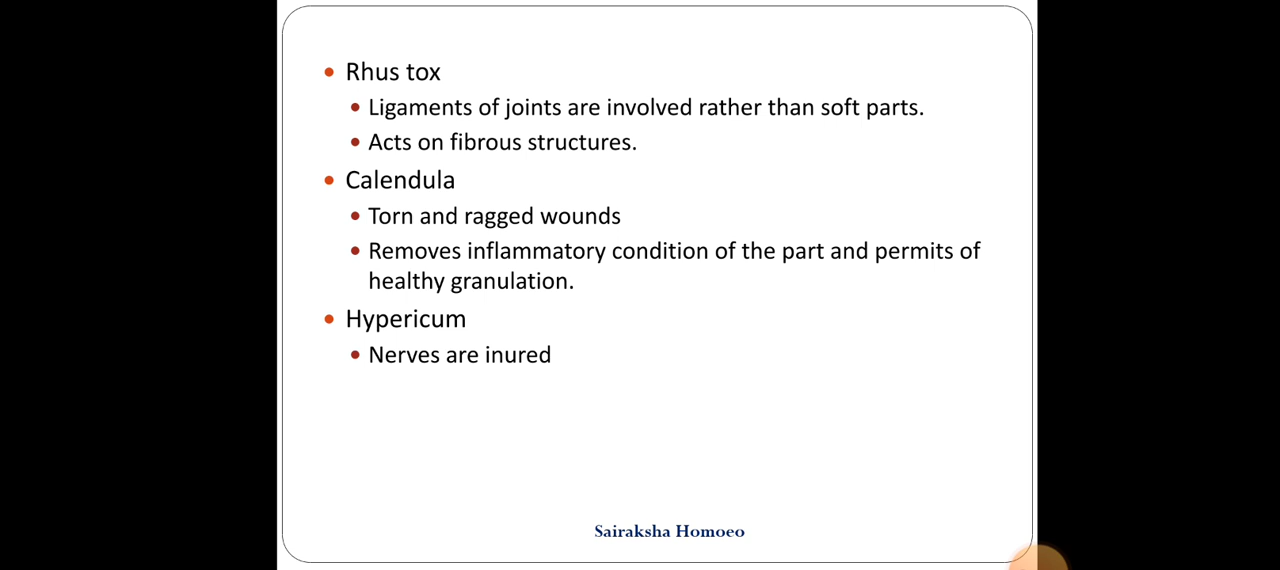 Rhus tox
Ligaments of joints are involved rather than soft parts.
Acts on fibrous structures.
Calendula
Torn and ragged wounds
Removes inflammatory condition of the part and permits of
healthy granulation.
Hypericum
Nerves are inured
Sairaksha Homoeo